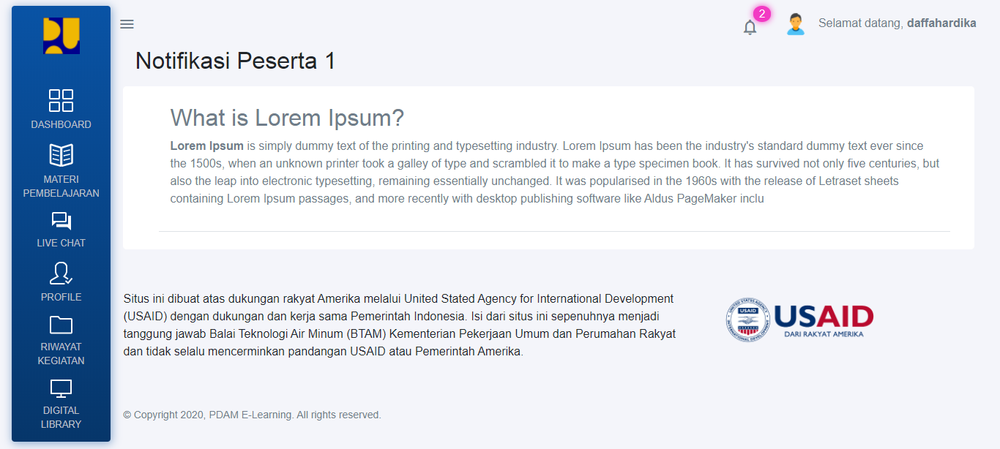 2
Selamat datang, daffahardika
Notifikasi Peserta 1
DASHBOARD
MATERI
PEMBELAJARAN
LIVE CHAT
PROFILE
RIWAYAT
KEGIATAN
DIGITAL
LIBRARY
What is Lorem Ipsum?
Lorem Ipsum is simply dummy text of the printing and typesetting industry. Lorem Ipsum has been the industry's standard dummy text ever since
the 1500s, when an unknown printer took a galley of type and scrambled it to make a type specimen book. It has survived not only five centuries, but
also the leap into electronic typesetting, remaining essentially unchanged. It was popularised in the 1960s with the release of Letraset sheets
containing Lorem Ipsum passages, and more recently with desktop publishing software like Aldus PageMaker inclu
Situs ini dibuat atas dukungan rakyat Amerika melalui United Stated Agency for International Development
(USAID) dengan dukungan dan kerja sama Pemerintah Indonesia. Isi dari situs ini sepenuhnya menjadi
tanggung jawab Balai Teknologi Air Minum (BTAM) Kementerian Pekerjaan Umum dan Perumahan Rakyat
dan tidak selalu mencerminkan pandangan USAID atau Pemerintah Amerika.
UNITED STATES AGENCY
USAID
INTERNATIONAL DEVELOPMENT
USAID
DARI RAKYAT AMERIKA
© Copyright 2020, PDAM E-Learning. All rights reserved.